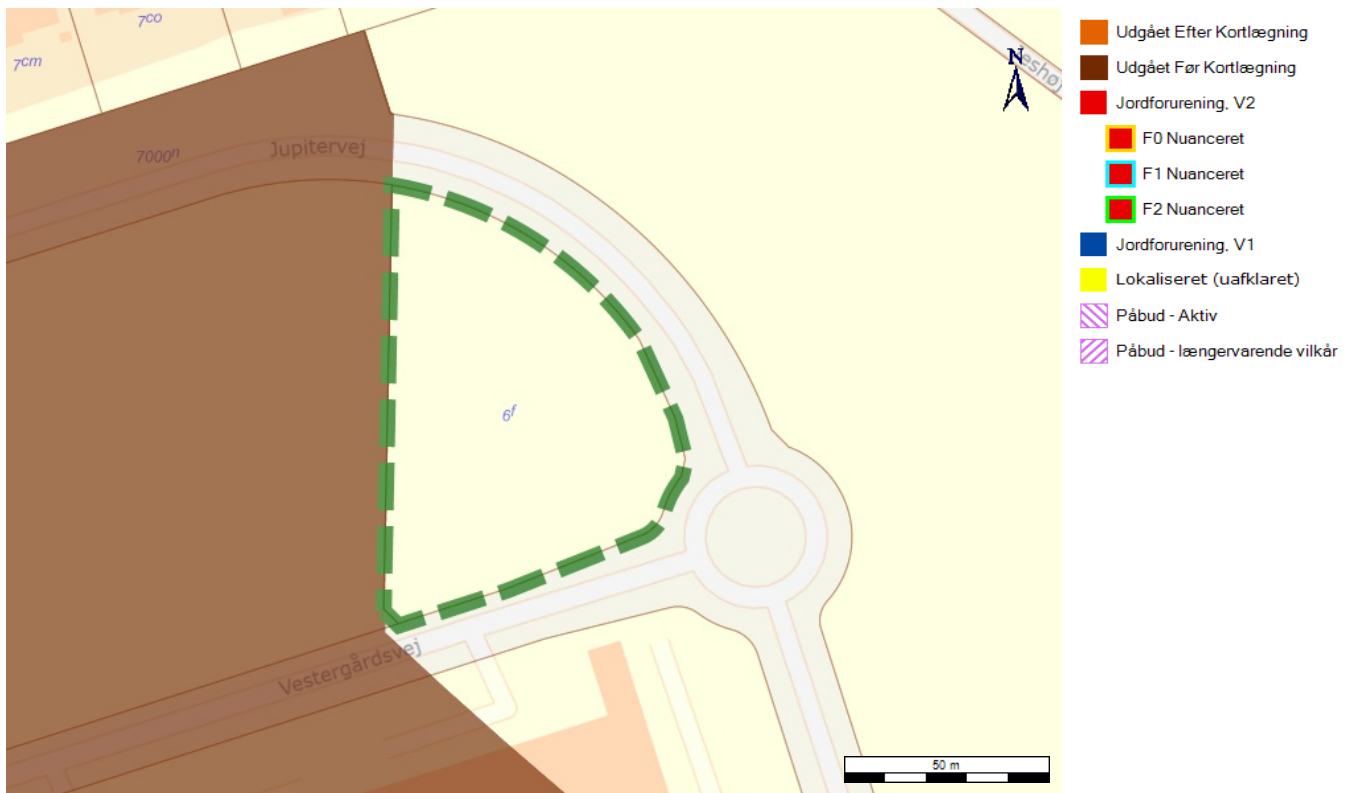 7co
7cm
N
7000n
Jupitervej
6f
Vestergårdsvej
50 m
Udgået Efter Kortlægning
Udgået Før Kortlægning
Jordforurening, V2
F0 Nuanceret
F1 Nuanceret
F2 Nuanceret
Jordforurening, V1
Lokaliseret (uafklaret)
Påbud - Aktiv
Påbud - længervarende vilkår